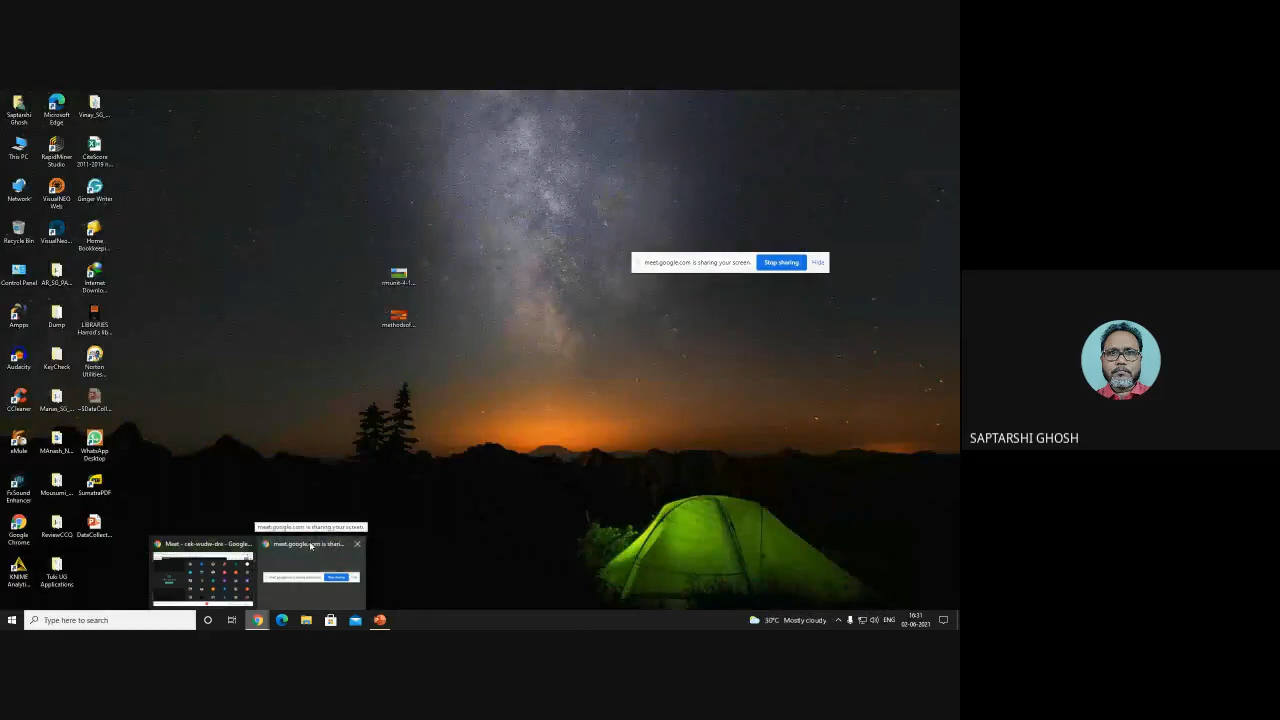 Saptarshi
Ghosh
Microsoft
Edge
Vinay_SG_...
This PC
RapidMiner
Studio
CiteScore
2011-2019 n...
Network
VisualNEO
Web
Ginger Writer
Recycle Bin
VisualNeo...
Home
Bookkeepi...
Control Panel
AR_SG_PA...
Internet
Downlo...
Ampps
Dump
LIBRARIES
Harrod's lib...
Audacity
KeyCheck
Norton
Utilities...
CCleaner
Manas_SG_...
~$DataColl...
eMule
MAnash_N...
WhatsApp
Desktop
FxSound
Enhancer
Mousumi_...
SumatraPDF
Google
Chrome
ReviewCCQ
DataCollect...
KNIME
Analyti...
Tuki UG
Applications
rmunit-4-1...
methodsof...
meet.google.com is sharing your screen.
Stop sharing
Hide
meet.google.com is sharing your screen.
Meet - cek-wudw-dre - Google...
meet.google.com is shari...
Type here to search
30°C Mostly cloudy
ENG
16:31
02-06-2021
SAPTARSHI GHOSH